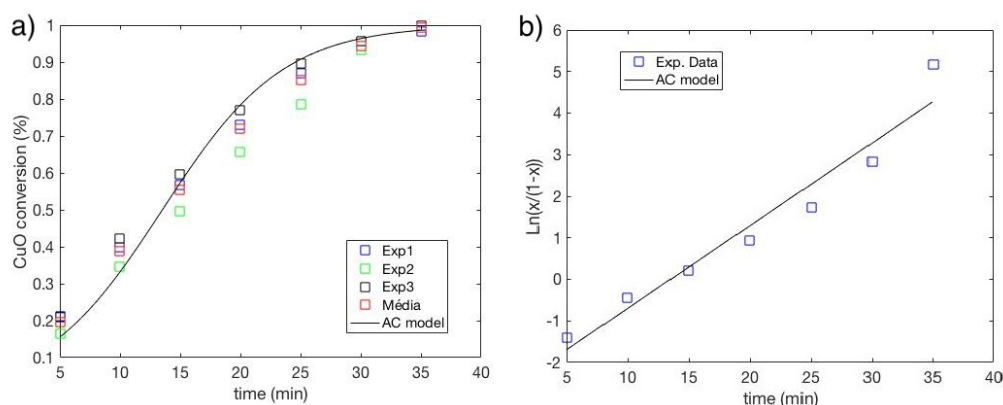 a)
CuO conversion (%)
1
0.9
0.8
0.7
0.6
0.5
0.4
0.3
0.2
0.1
Exp1
Exp2
Exp3
Média
AC model
5 10 15 20 25 30 35 40
time (min)
b)
Ln(x/(1-x))
6
5
4
3
2
1
0
-1
-2
Exp. Data
AC model
5 10 15 20 25 30 35 40
time (min)